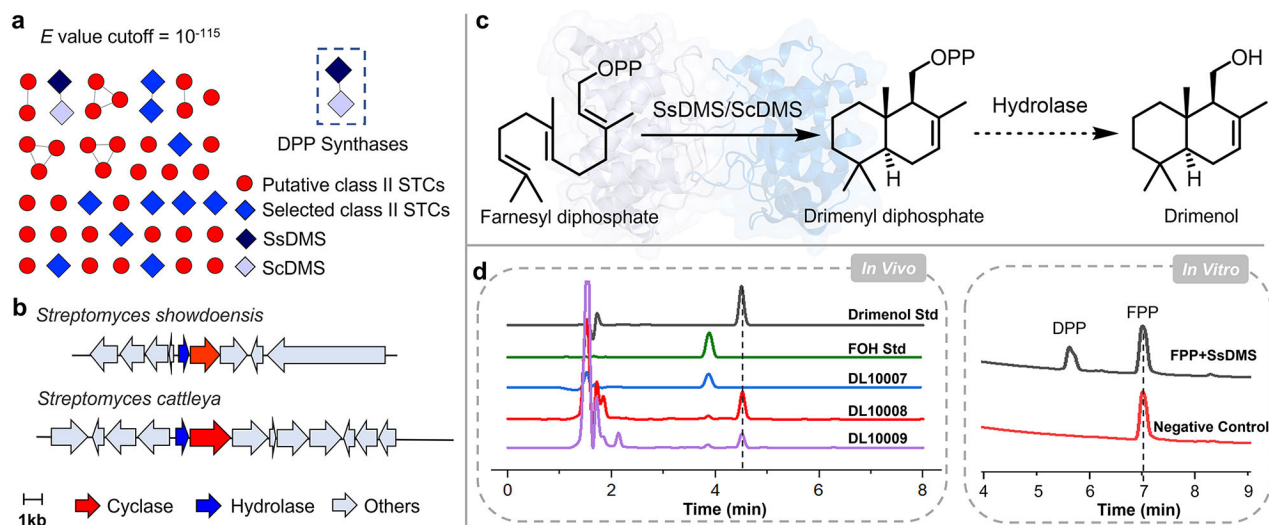 a
E value cutoff = 10⁻¹¹⁵
DPP Synthases
Putative class II STCs
Selected class II STCs
SsDMS
ScDMS
b
Streptomyces showdoensis
Streptomyces cattleya
1kb
Cyclase
Hydrolase
Others
c
OPP
Farnesyl diphosphate
SsDMS/ScDMS
OPP
H
Drimenyl diphosphate
Hydrolase
OH
H
Drimenol
d
In Vivo
Drimenol Std
FOH Std
DL10007
DL10008
DL10009
0 2 4 6 8
Time (min)
In Vitro
DPP
FPP
FPP+SsDMS
Negative Control
4 5 6 7 8 9
Time (min)